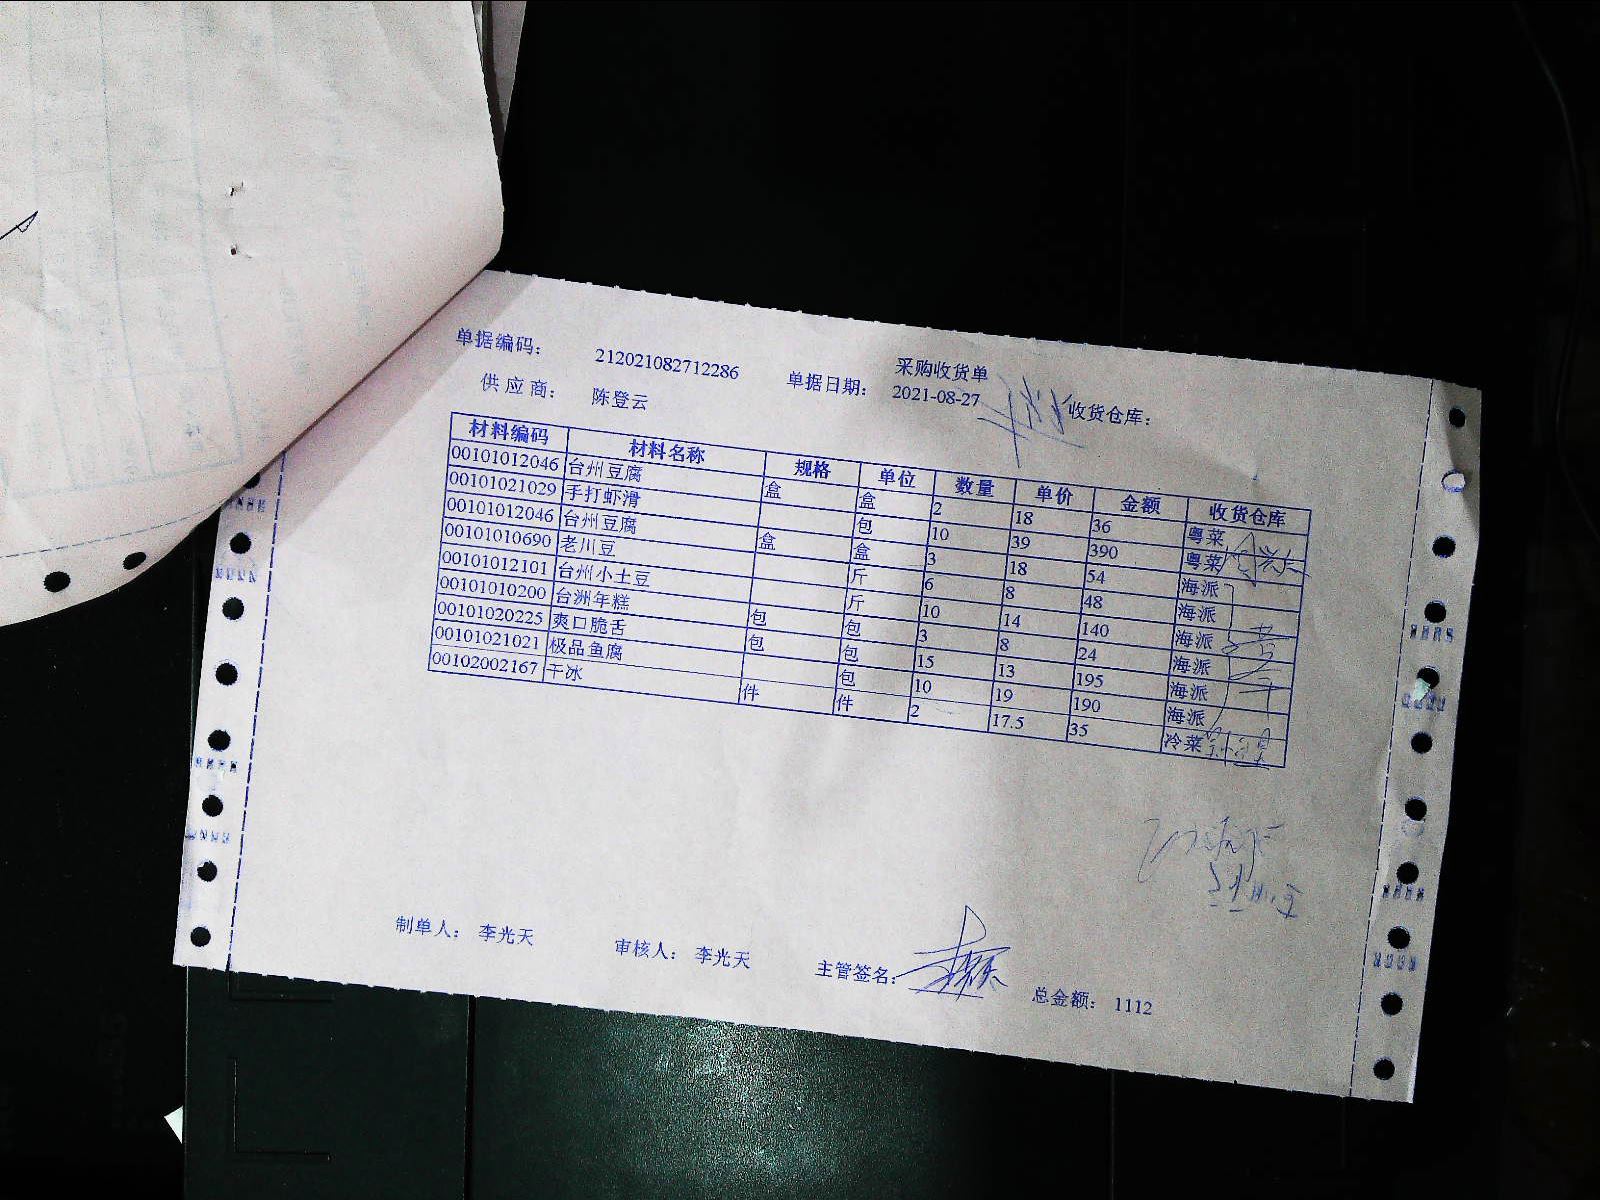 采购收货单
单据编码： 212021082712286 单据日期： 2021-08-27 收货仓库：
供应商： 陈登云
材料编码 材料名称 规格 单位 数量 单价 金额 收货仓库
00101012046 台州豆腐 盒 盒 2 18 36 粤菜
00101021029 手打虾滑 包 10 39 390 粤菜
00101012046 台州豆腐 盒 盒 3 18 54 海派
00101010690 老川豆 斤 6 8 48 海派
00101012101 台州小土豆 斤 10 14 140 海派
00101010200 台洲年糕 包 包 3 8 24 海派
00101020225 爽口脆舌 包 包 15 13 195 海派
00101021021 极品鱼腐 包 10 19 190 海派
00102002167 干冰 件 件 2 17.5 35 冷菜
制单人： 李光天 审核人： 李光天 主管签名： 总金额： 1112